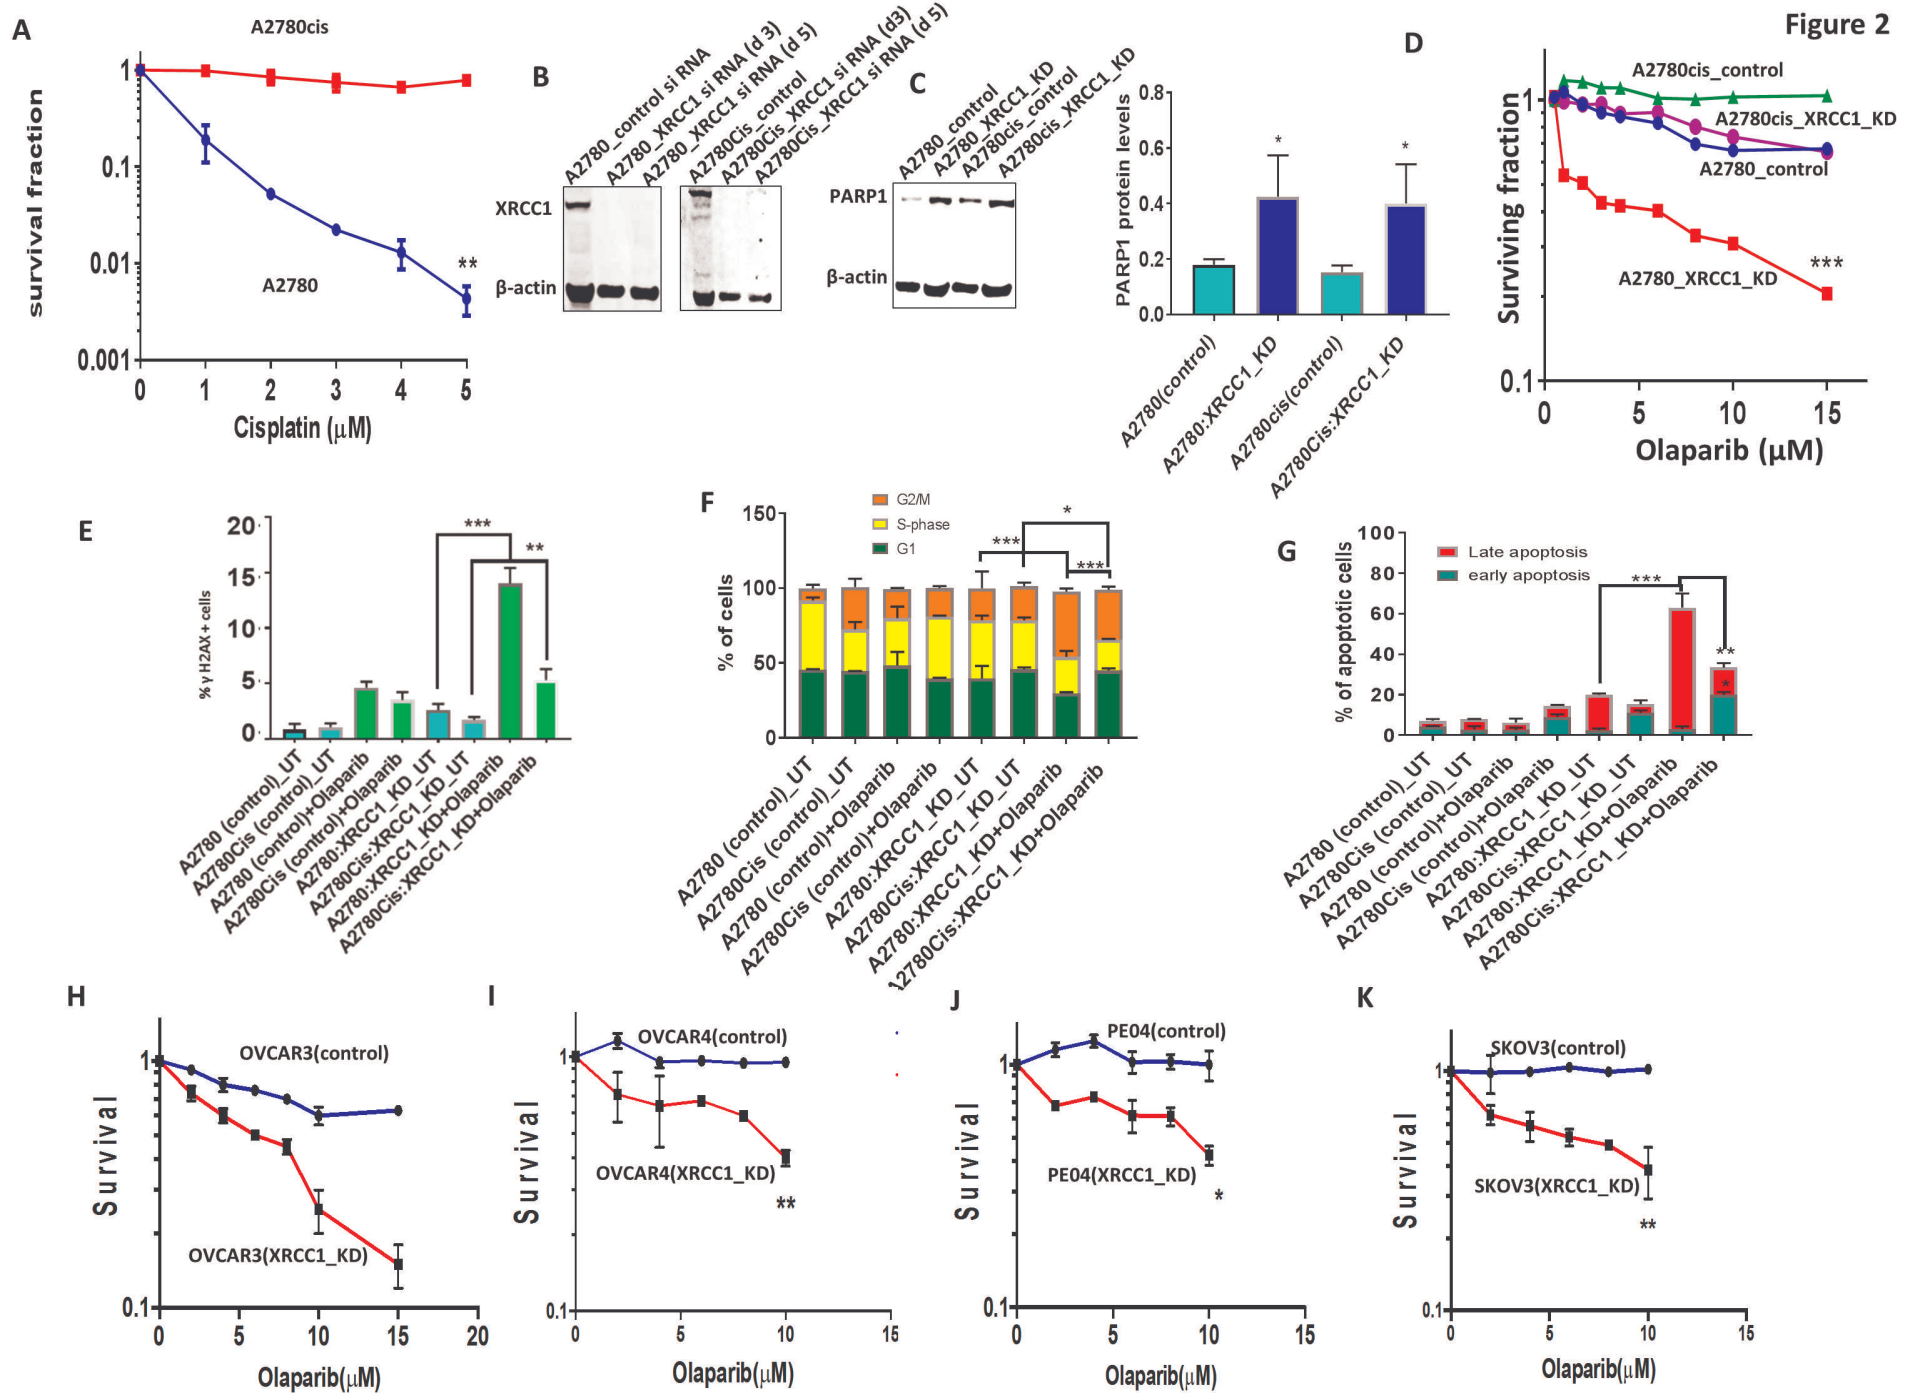 Figure 2
A
A2780cis
survival fraction
1
0.1
0.01
0.001
A2780
**
0
1
2
3
4
5
Cisplatin (μM)
B
A2780_control si RNA
A2780_XRCC1 si RNA (d 3)
A2780_XRCC1 si RNA (d 5)
A2780Cis_control
A2780Cis_XRCC1 si RNA (d3)
A2780Cis_XRCC1 si RNA (d 5)
XRCC1
β-actin
C
A2780_control
A2780_XRCC1_KD
A2780cis_control
A2780cis_XRCC1_KD
PARP1
β-actin
PARP1 protein levels
0.8
0.6
0.4
0.2
0.0
*
*
A2780(control)
A2780:XRCC1_KD
A2780cis(control)
A2780Cis:XRCC1_KD
D
Surviving fraction
1
0.1
A2780cis_control
A2780cis_XRCC1_KD
A2780_control
A2780_XRCC1_KD
***
0
5
10
15
Olaparib (μM)
E
% γ H2AX + cells
20
15
10
5
0
***
**
A2780 (control)_UT
A2780Cis (control)_UT
A2780 (control)+Olaparib
A2780Cis (control)+Olaparib
A2780:XRCC1_KD_UT
A2780Cis:XRCC1_KD_UT
A2780:XRCC1_KD+Olaparib
A2780Cis:XRCC1_KD+Olaparib
F
G2/M
S-phase
G1
% of cells
150
100
50
0
***
*
***
A2780 (control)_UT
A2780Cis (control)_UT
A2780 (control)+Olaparib
A2780Cis (control)+Olaparib
A2780:XRCC1_KD_UT
A2780Cis:XRCC1_KD_UT
A2780:XRCC1_KD+Olaparib
A2780Cis:XRCC1_KD+Olaparib
G
Late apoptosis
early apoptosis
% of apoptotic cells
100
80
60
40
20
0
***
**
*
A2780 (control)_UT
A2780Cis (control)_UT
A2780 (control)+Olaparib
A2780Cis (control)+Olaparib
A2780:XRCC1_KD_UT
A2780Cis:XRCC1_KD_UT
A2780:XRCC1_KD+Olaparib
A2780Cis:XRCC1_KD+Olaparib
H
Survival
1
0.1
OVCAR3(control)
OVCAR3(XRCC1_KD)
0
5
10
15
20
Olaparib(μM)
I
Survival
1
0.1
OVCAR4(control)
OVCAR4(XRCC1_KD)
**
0
5
10
15
Olaparib(μM)
J
Survival
1
0.1
PE04(control)
PE04(XRCC1_KD)
*
0
5
10
15
Olaparib(μM)
K
Survival
1
0.1
SKOV3(control)
SKOV3(XRCC1_KD)
**
0
5
10
15
Olaparib(μM)